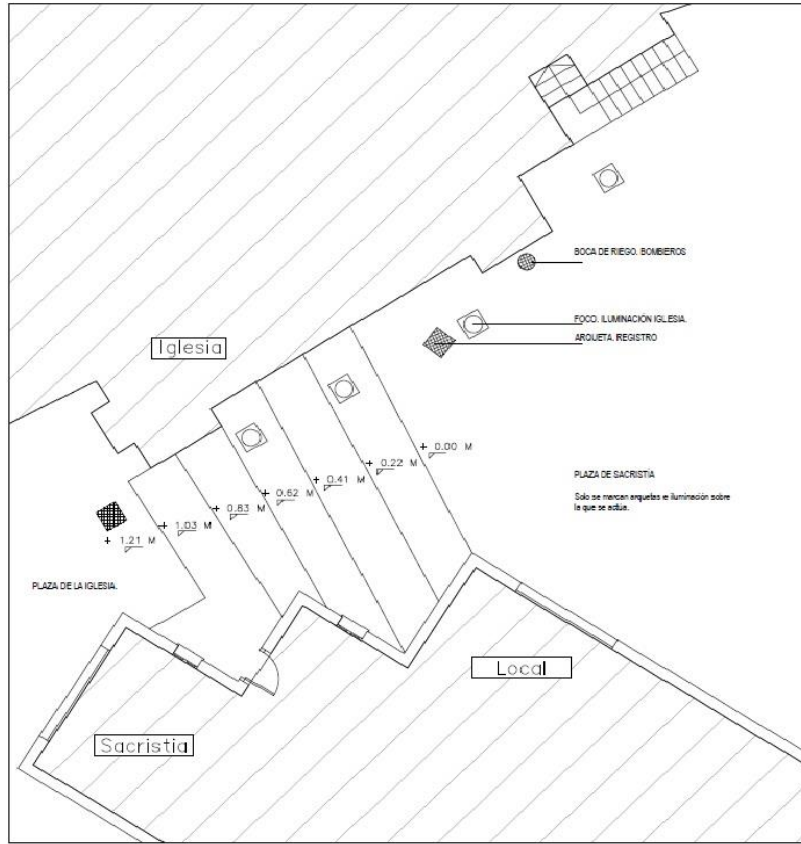 BOCA DE RIEGO. BOMBEROS
FOCO. ILUMINACIÓN IGLESIA.
ARQUETA. REGISTRO
Iglesia
+ 0.00 M
+ 0.22 M
+ 0.41 M
+ 0.62 M
+ 0.83 M
+ 1.03 M
+ 1.21 M
PLAZA DE SACRISTÍA
Solo se marcan arquetas e iluminación sobre
la que se actúa.
PLAZA DE LA IGLESIA.
Local
Sacristia